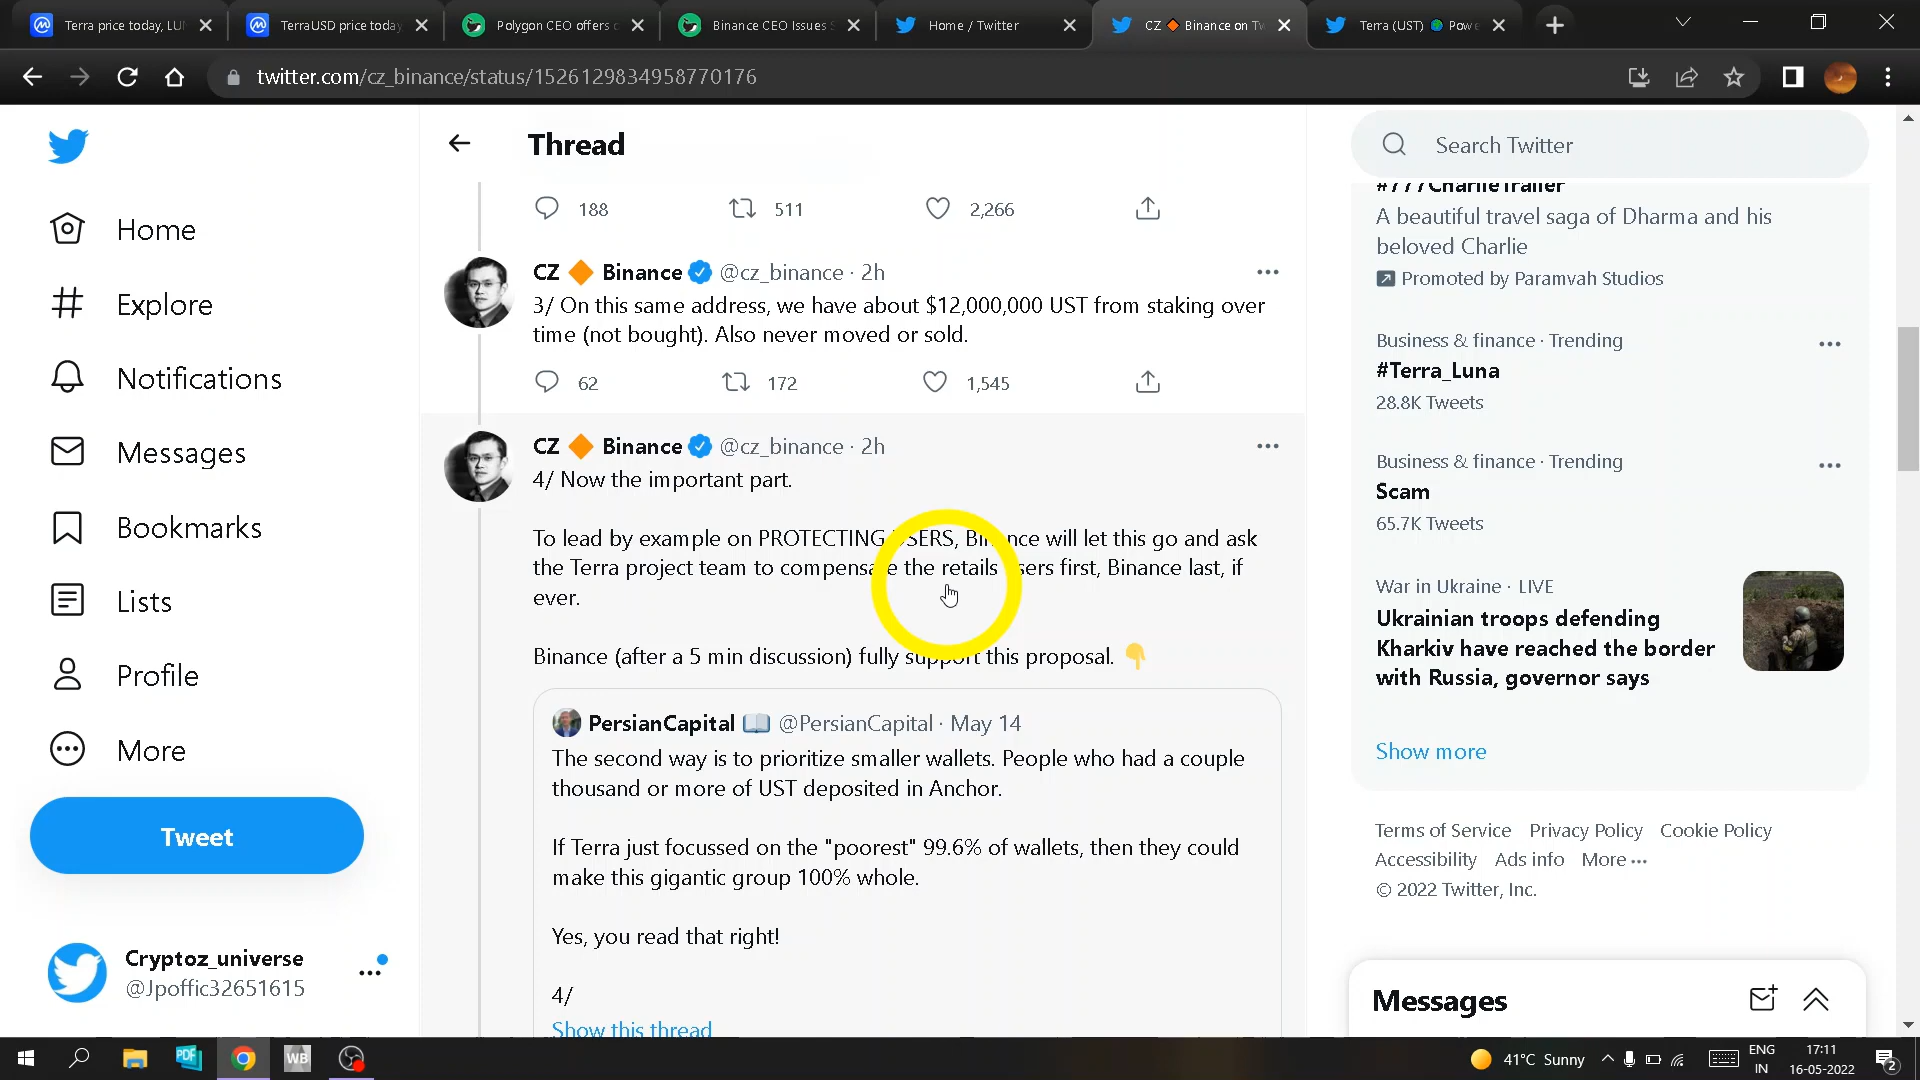 Terra price today, LU
TerraUSD price today
Polygon CEO offers
Binance CEO Issues
Home / Twitter
CZ 🔶 Binance on Tw
Terra (UST) 🌍 Powe
twitter.com/cz_binance/status/1526129834958770176
Home
Explore
Notifications
Messages
Bookmarks
Lists
Profile
More
Tweet
Cryptoz_universe
@Jpoffic32651615
Thread
188 511 2,266
CZ 🔶 Binance @cz_binance · 2h
3/ On this same address, we have about $12,000,000 UST from staking over
time (not bought). Also never moved or sold.
62 172 1,545
CZ 🔶 Binance @cz_binance · 2h
4/ Now the important part.
To lead by example on PROTECTING USERS, Binance will let this go and ask
the Terra project team to compensate the retails users first, Binance last, if
ever.
Binance (after a 5 min discussion) fully support this proposal. 👇
PersianCapital 📖 @PersianCapital · May 14
The second way is to prioritize smaller wallets. People who had a couple
thousand or more of UST deposited in Anchor.
If Terra just focussed on the "poorest" 99.6% of wallets, then they could
make this gigantic group 100% whole.
Yes, you read that right!
4/
Show this thread
Search Twitter
#777CharlieTrailer
A beautiful travel saga of Dharma and his
beloved Charlie
Promoted by Paramvah Studios
Business & finance · Trending
#Terra_Luna
28.8K Tweets
Business & finance · Trending
Scam
65.7K Tweets
War in Ukraine · LIVE
Ukrainian troops defending
Kharkiv have reached the border
with Russia, governor says
Show more
Terms of Service Privacy Policy Cookie Policy
Accessibility Ads info More ···
© 2022 Twitter, Inc.
Messages
PDF
WB
41°C Sunny
ENG
IN
17:11
16-05-2022
2